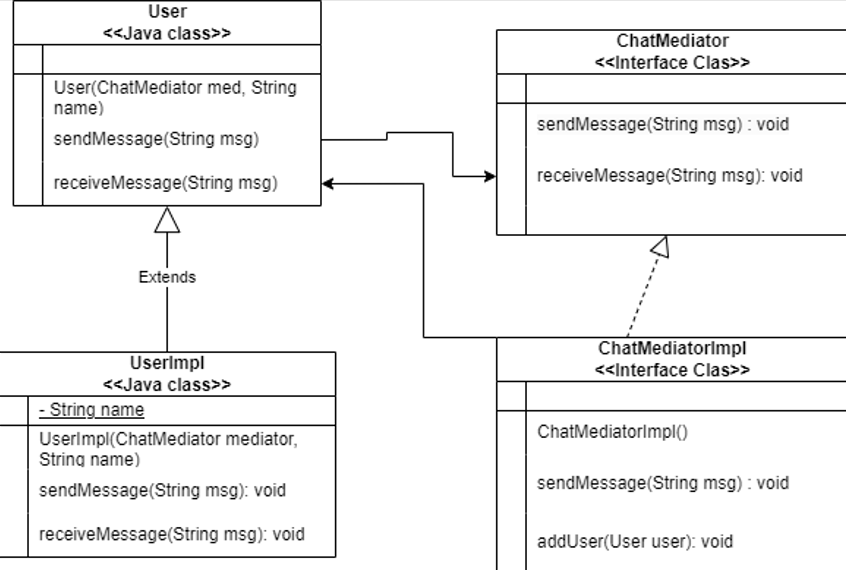 User
<<Java class>>
User(ChatMediator med, String
name)
sendMessage(String msg)
receiveMessage(String msg)
ChatMediator
<<Interface Clas>>
sendMessage(String msg) : void
receiveMessage(String msg): void
Extends
UserImpl
<<Java class>>
- String name
UserImpl(ChatMediator mediator,
String name)
sendMessage(String msg): void
receiveMessage(String msg): void
ChatMediatorImpl
<<Interface Clas>>
ChatMediatorImpl()
sendMessage(String msg) : void
addUser(User user): void